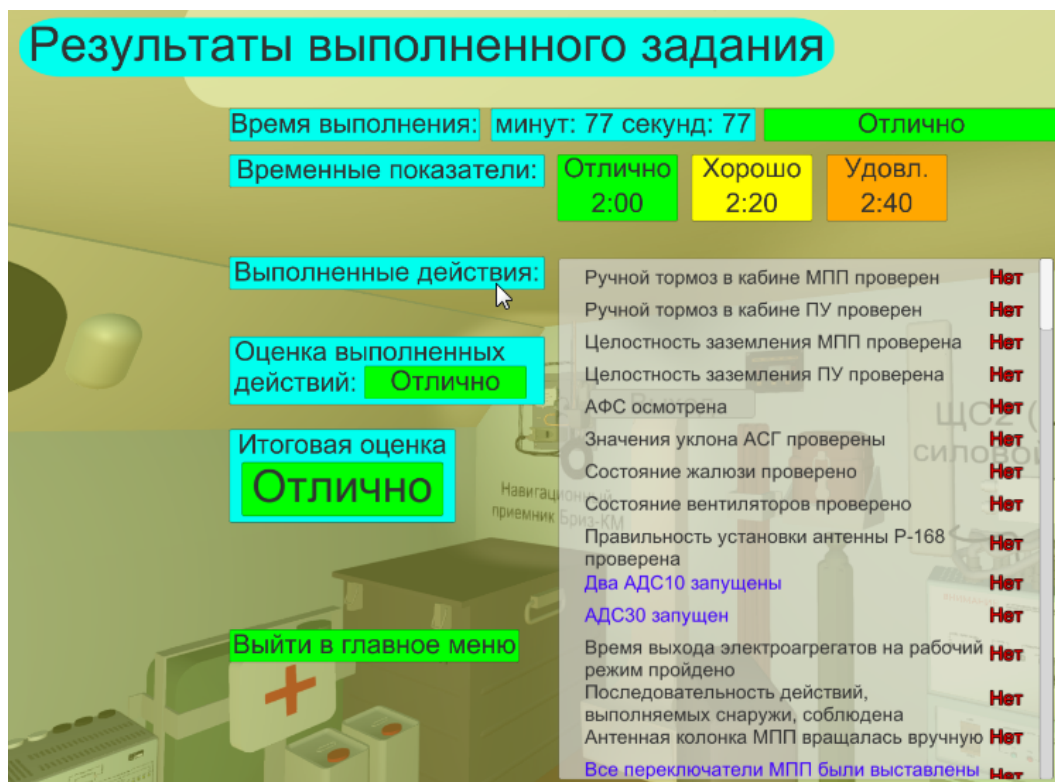 Результаты выполненного задания
Время выполнения: минут: 77 секунд: 77 Отлично
Временные показатели: Отлично Хорошо Удовл.
2:00 2:20 2:40
Выполненные действия:
Оценка выполненных
действий: Отлично
Итоговая оценка
Отлично
Выйти в главное меню
Ручной тормоз в кабине МПП проверен Нет
Ручной тормоз в кабине ПУ проверен Нет
Целостность заземления МПП проверена Нет
Целостность заземления ПУ проверена Нет
АФС осмотрена Нет
Значения уклона АСГ проверены Нет
Состояние жалюзи проверено Нет
Состояние вентиляторов проверено Нет
Правильность установки антенны Р-168
проверена Нет
Два АДС10 запущены Нет
АДС30 запущен Нет
Время выхода электроагрегатов на рабочий
режим пройдено Нет
Последовательность действий,
выполняемых снаружи, соблюдена Нет
Антенная колонка МПП вращалась вручную Нет
Все переключатели МПП были выставлены Нет
Выход
ЩС2 (
силовой
Навигационный
приемник Бриз-КМ